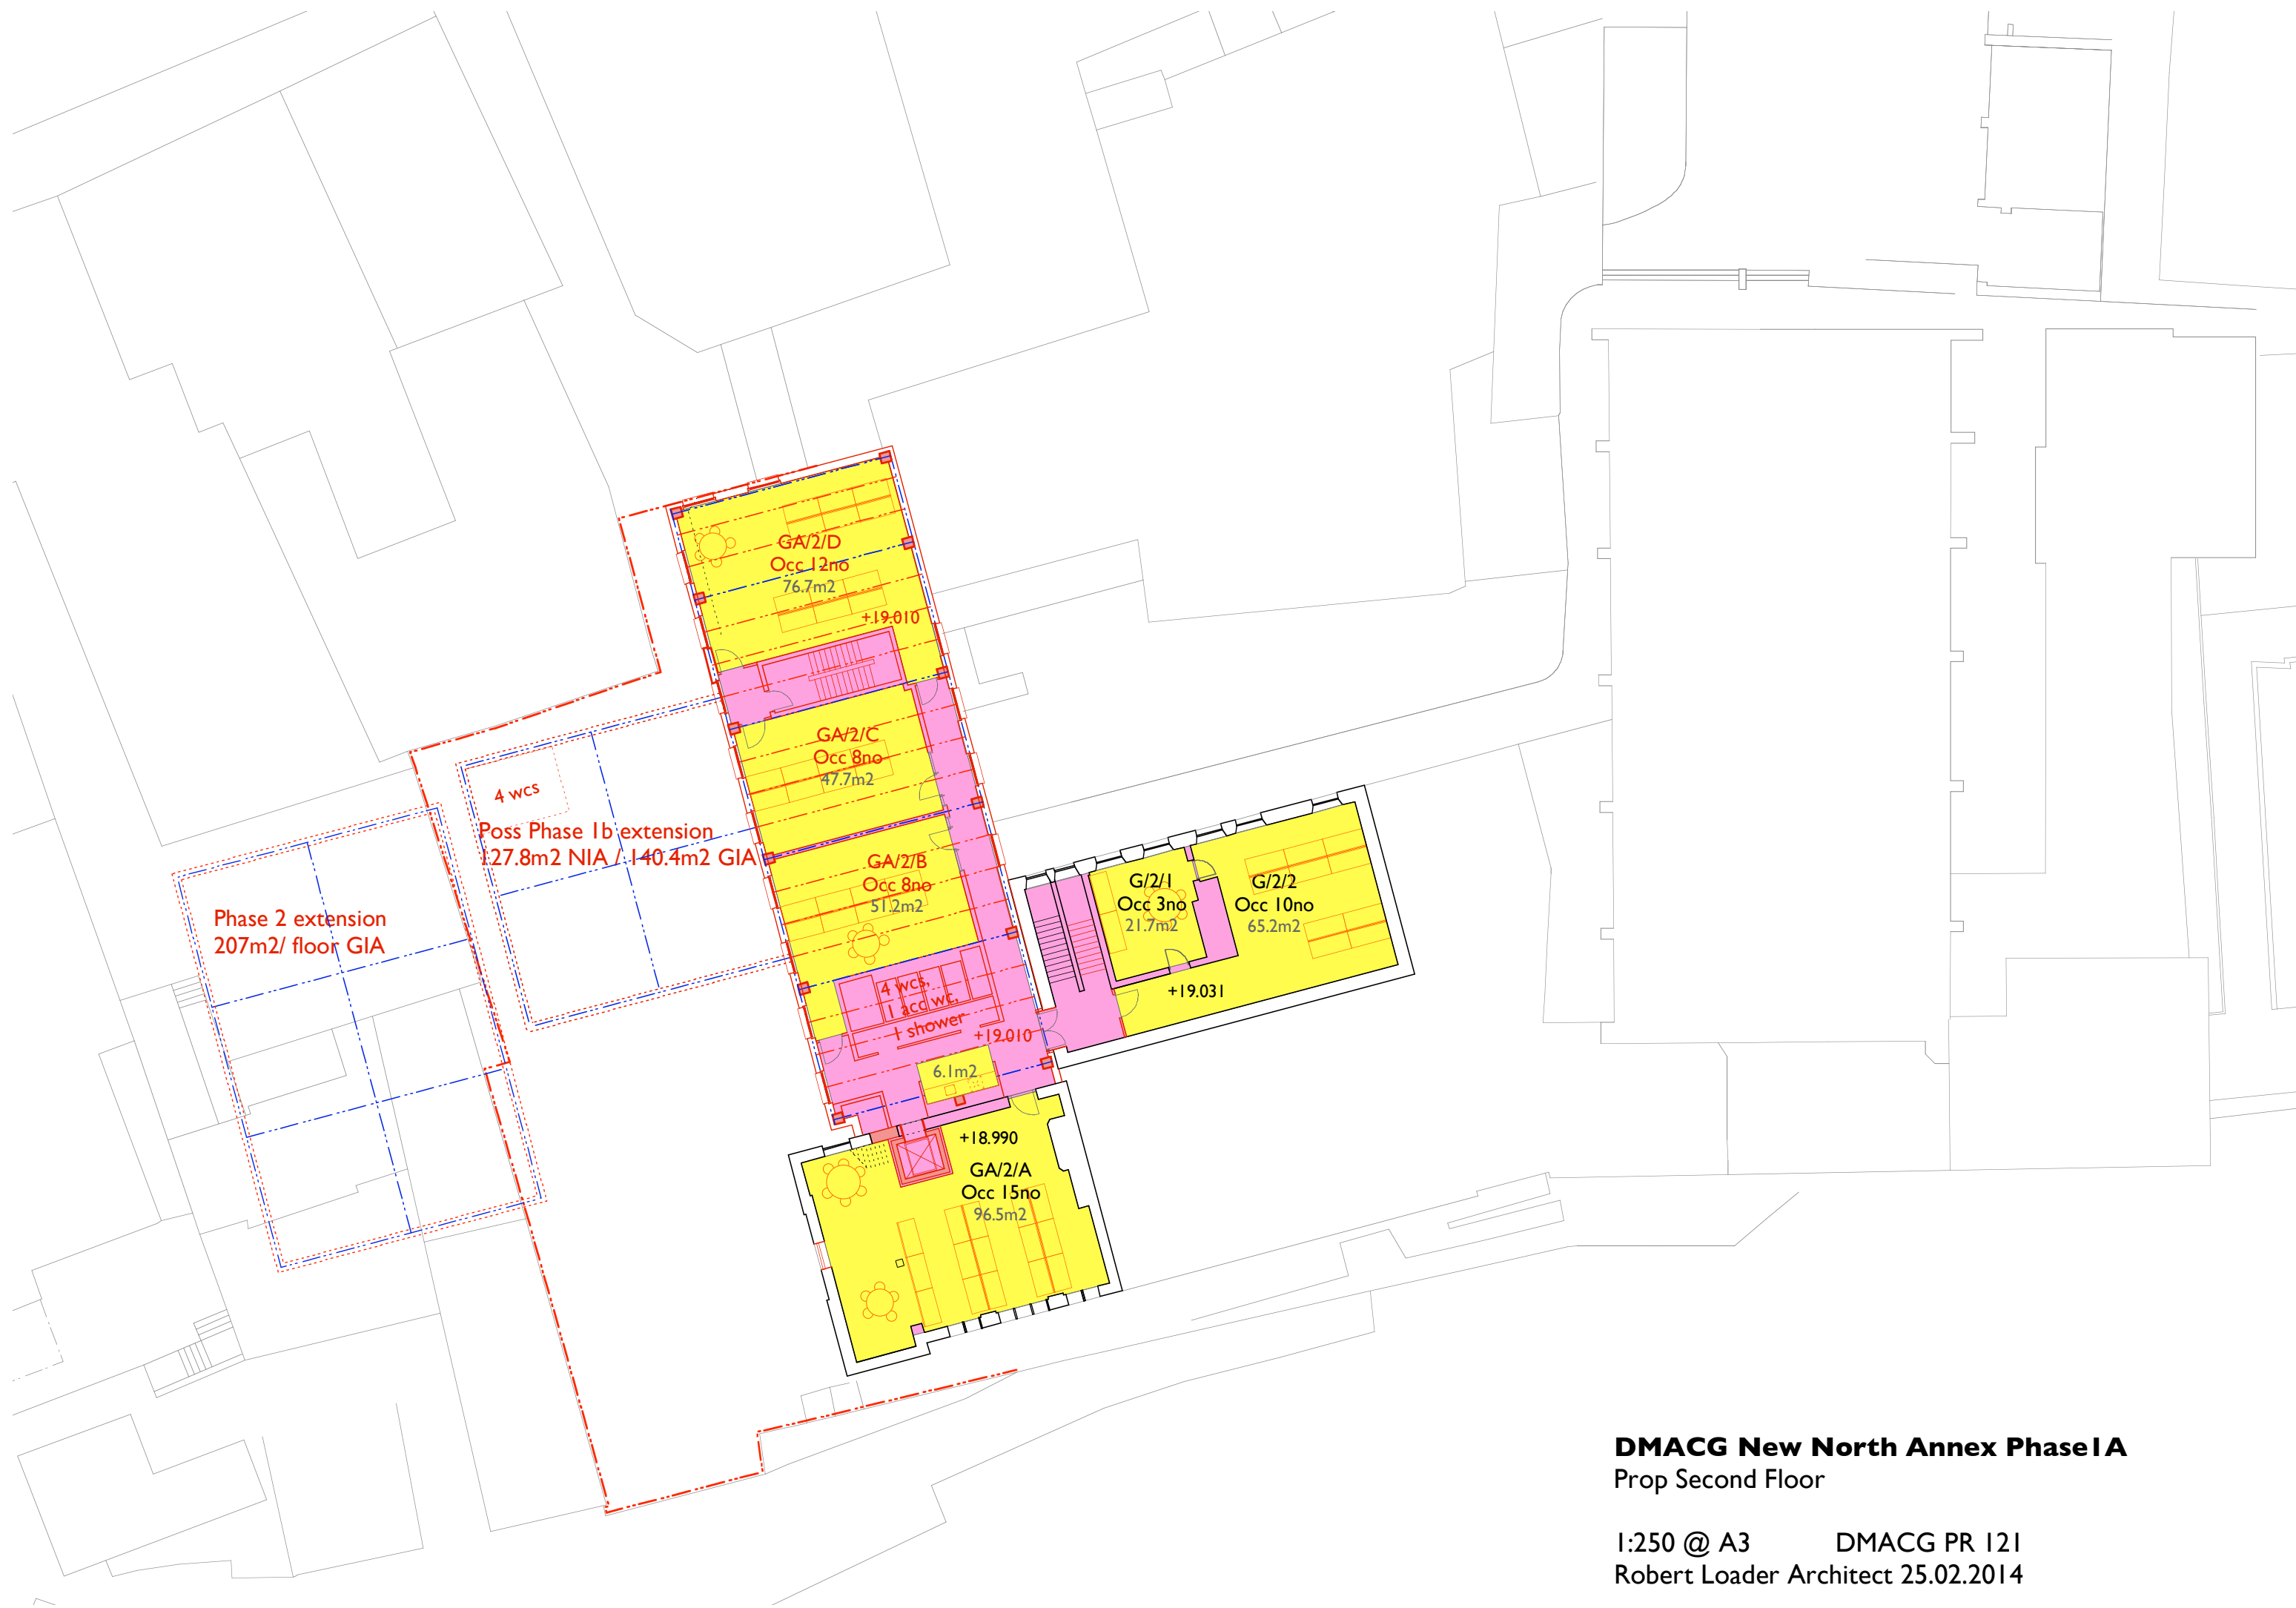 GA/2/D
Occ 12no
76.7m2
+19.010
GA/2/C
Occ 8no
47.7m2
4 wcs
Poss Phase 1b extension
127.8m2 NIA / 140.4m2 GIA
GA/2/B
Occ 8no
51.2m2
G/2/1
Occ 3no
21.7m2
G/2/2
Occ 10no
65.2m2
Phase 2 extension
207m2/ floor GIA
4 wcs,
1 acc wc,
1 shower
+19.031
+19.010
6.1m2
+18.990
GA/2/A
Occ 15no
96.5m2
DMACG New North Annex Phase1A
Prop Second Floor
1:250 @ A3 DMACG PR 121
Robert Loader Architect 25.02.2014